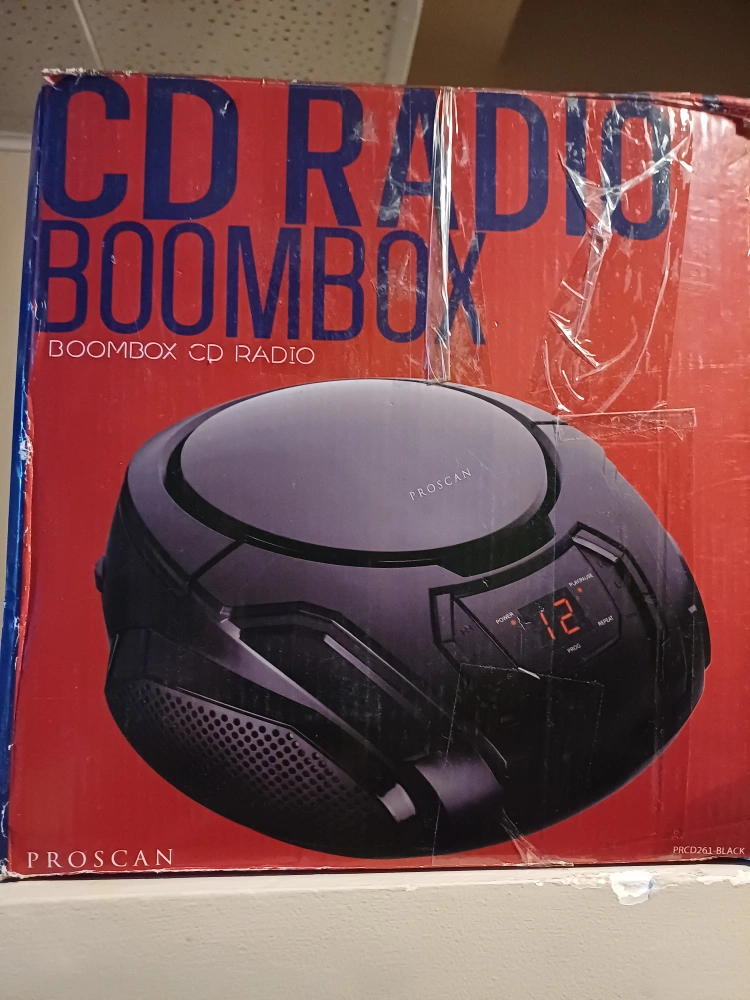 CD RADIO
BOOMBOX
BOOMBOX CD RADIO
PROSCAN
PLAY/PAUSE
POWER
12
REPEAT
PROG
PROSCAN
PRCD261-BLACK